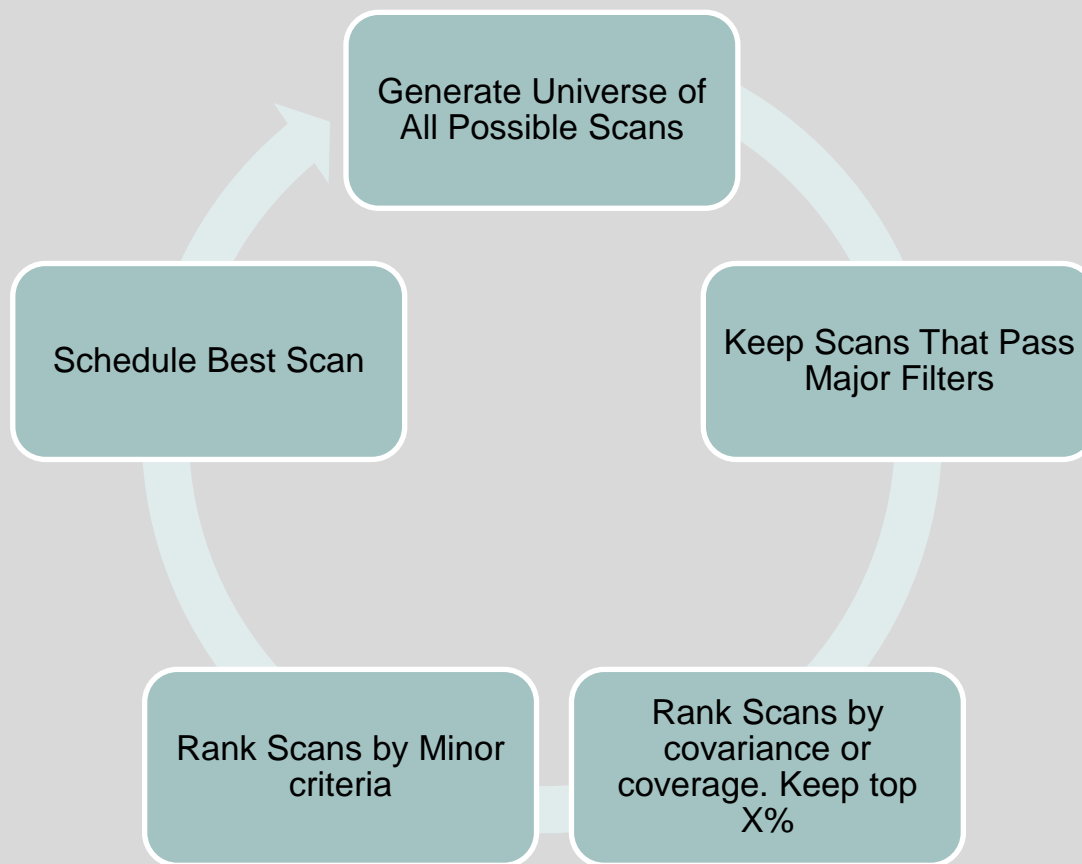 Generate Universe of
All Possible Scans
Keep Scans That Pass
Major Filters
Rank Scans by
covariance or
coverage. Keep top
X%
Rank Scans by Minor
criteria
Schedule Best Scan